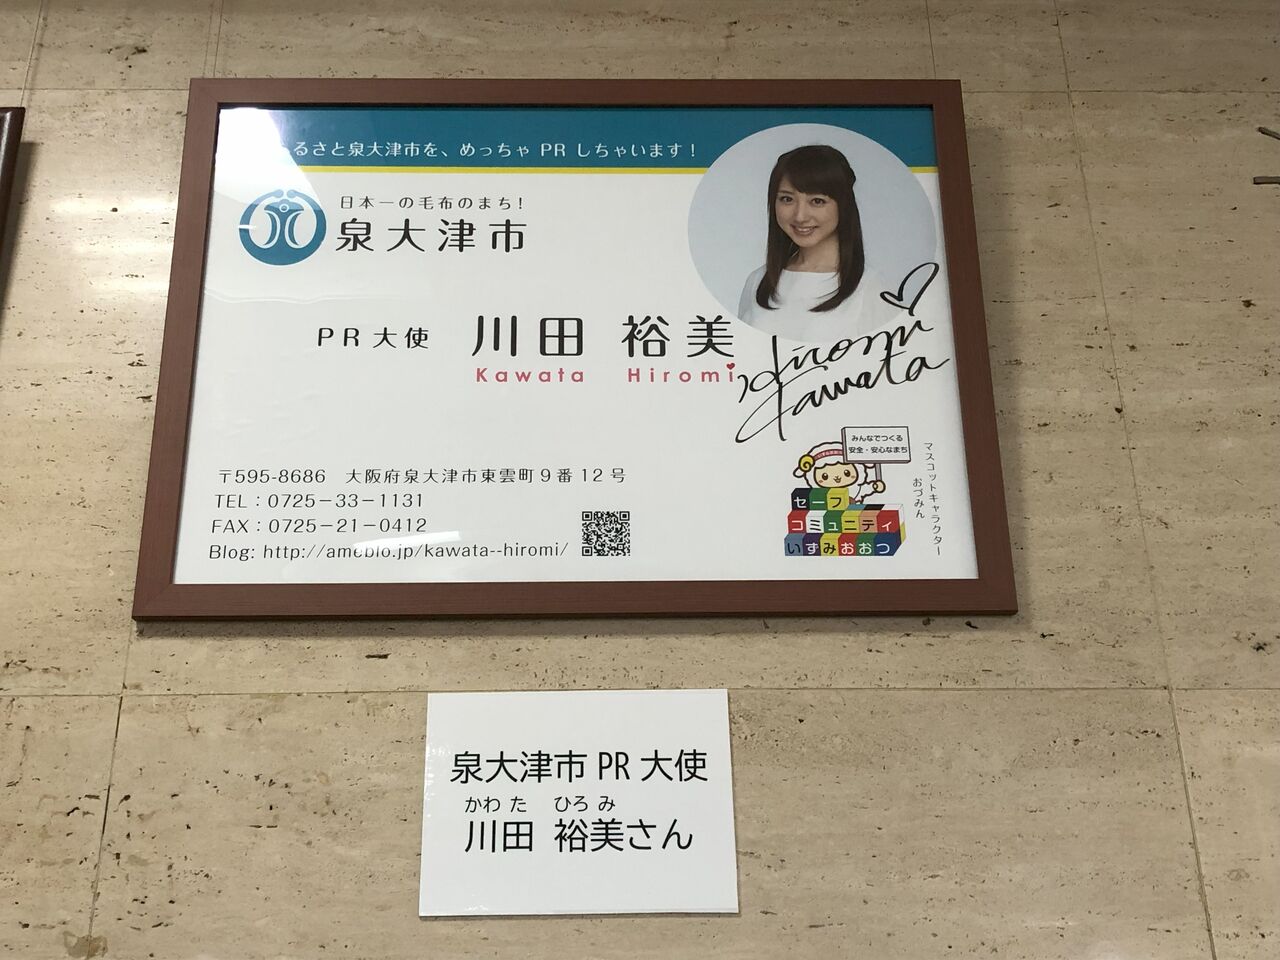 るさと泉大津市を、めっちゃ PR しちゃいます！
日本一の毛布のまち！
泉大津市
PR大使 川田 裕美
Kawata Hiromi
Hiromi
Kawata
〒595-8686 大阪府泉大津市東雲町9番12号
TEL：0725-33-1131
FAX：0725-21-0412
Blog: http://ameblo.jp/kawata--hiromi/
みんなでつくる
安全・安心なまち
セーフ
コミュニティ
いずみおおつ
マスコットキャラクター
おづみん
泉大津市 PR 大使
かわ た ひろ み
川田 裕美さん